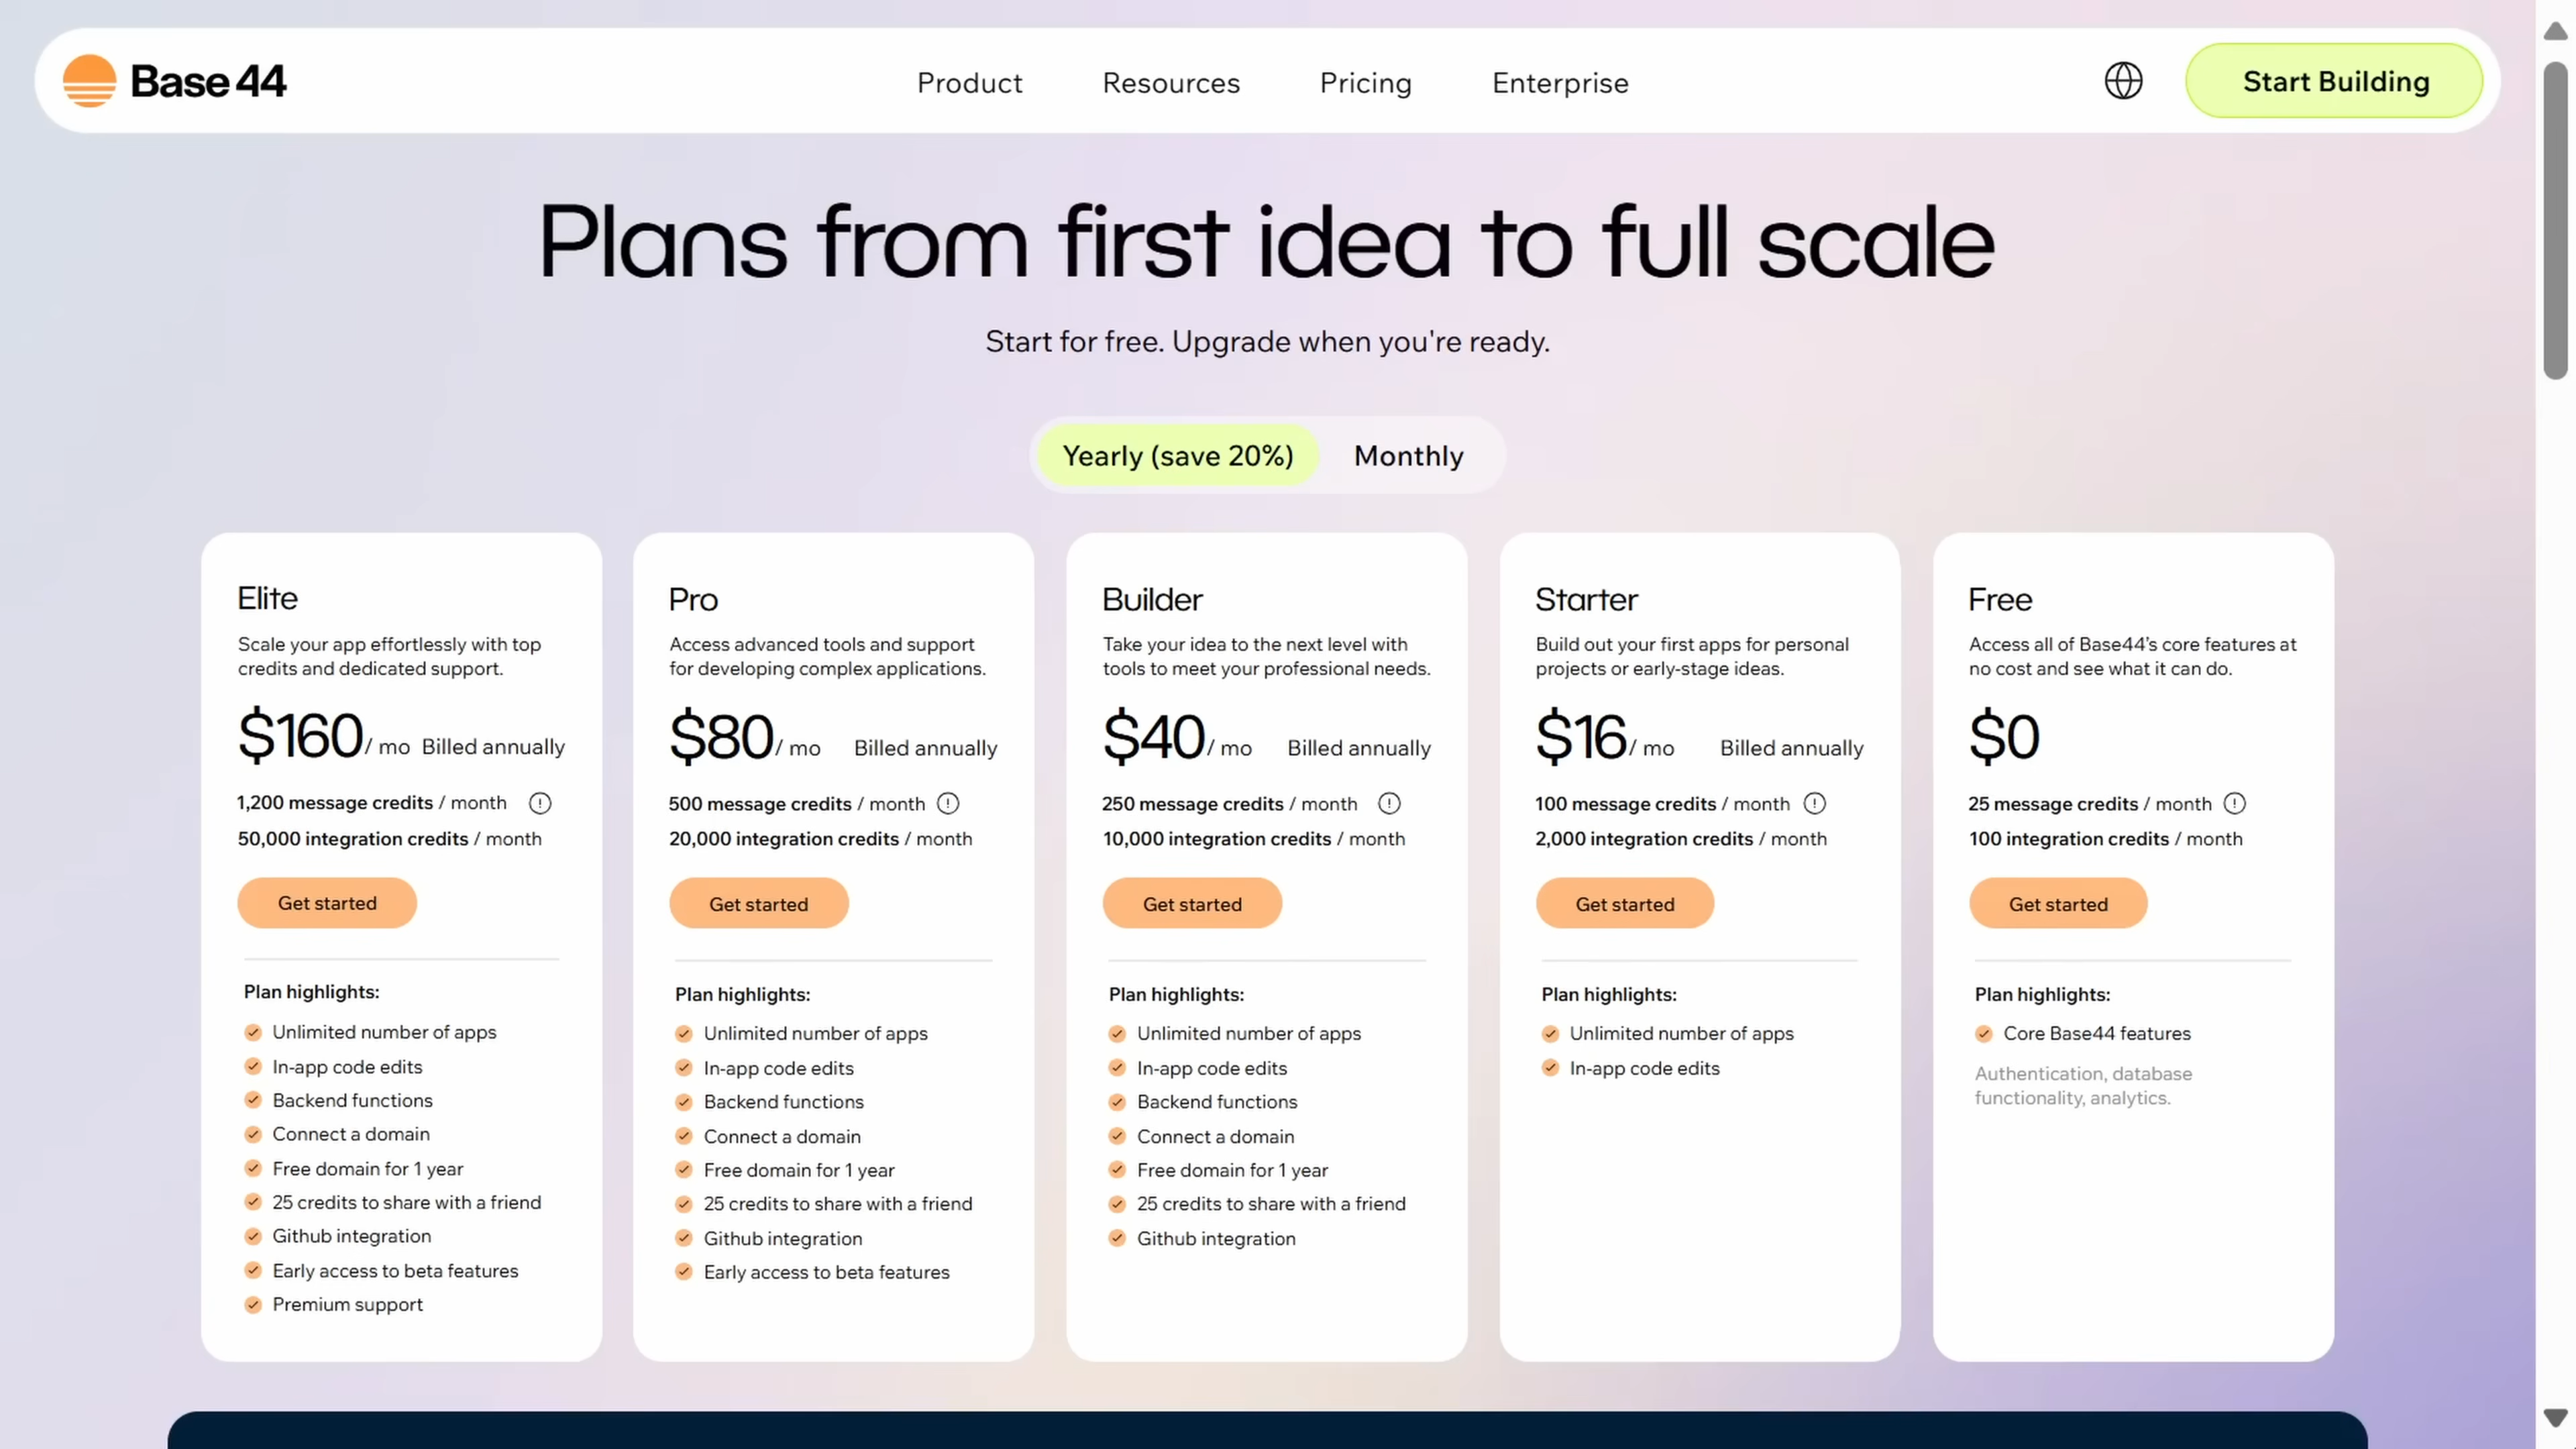 Base 44
Product
Resources
Pricing
Enterprise
Start Building
Plans from first idea to full scale
Start for free. Upgrade when you're ready.
Yearly (save 20%)
Monthly
Elite
Scale your app effortlessly with top
credits and dedicated support.
$160/ mo Billed annually
1,200 message credits / month
50,000 integration credits / month
Get started
Plan highlights:
Unlimited number of apps
In-app code edits
Backend functions
Connect a domain
Free domain for 1 year
25 credits to share with a friend
Github integration
Early access to beta features
Premium support
Pro
Access advanced tools and support
for developing complex applications.
$80/ mo Billed annually
500 message credits / month
20,000 integration credits / month
Get started
Plan highlights:
Unlimited number of apps
In-app code edits
Backend functions
Connect a domain
Free domain for 1 year
25 credits to share with a friend
Github integration
Early access to beta features
Builder
Take your idea to the next level with
tools to meet your professional needs.
$40/ mo Billed annually
250 message credits / month
10,000 integration credits / month
Get started
Plan highlights:
Unlimited number of apps
In-app code edits
Backend functions
Connect a domain
Free domain for 1 year
25 credits to share with a friend
Github integration
Starter
Build out your first apps for personal
projects or early-stage ideas.
$16/ mo Billed annually
100 message credits / month
2,000 integration credits / month
Get started
Plan highlights:
Unlimited number of apps
In-app code edits
Free
Access all of Base44’s core features at
no cost and see what it can do.
$0
25 message credits / month
100 integration credits / month
Get started
Plan highlights:
Core Base44 features
Authentication, database
functionality, analytics.